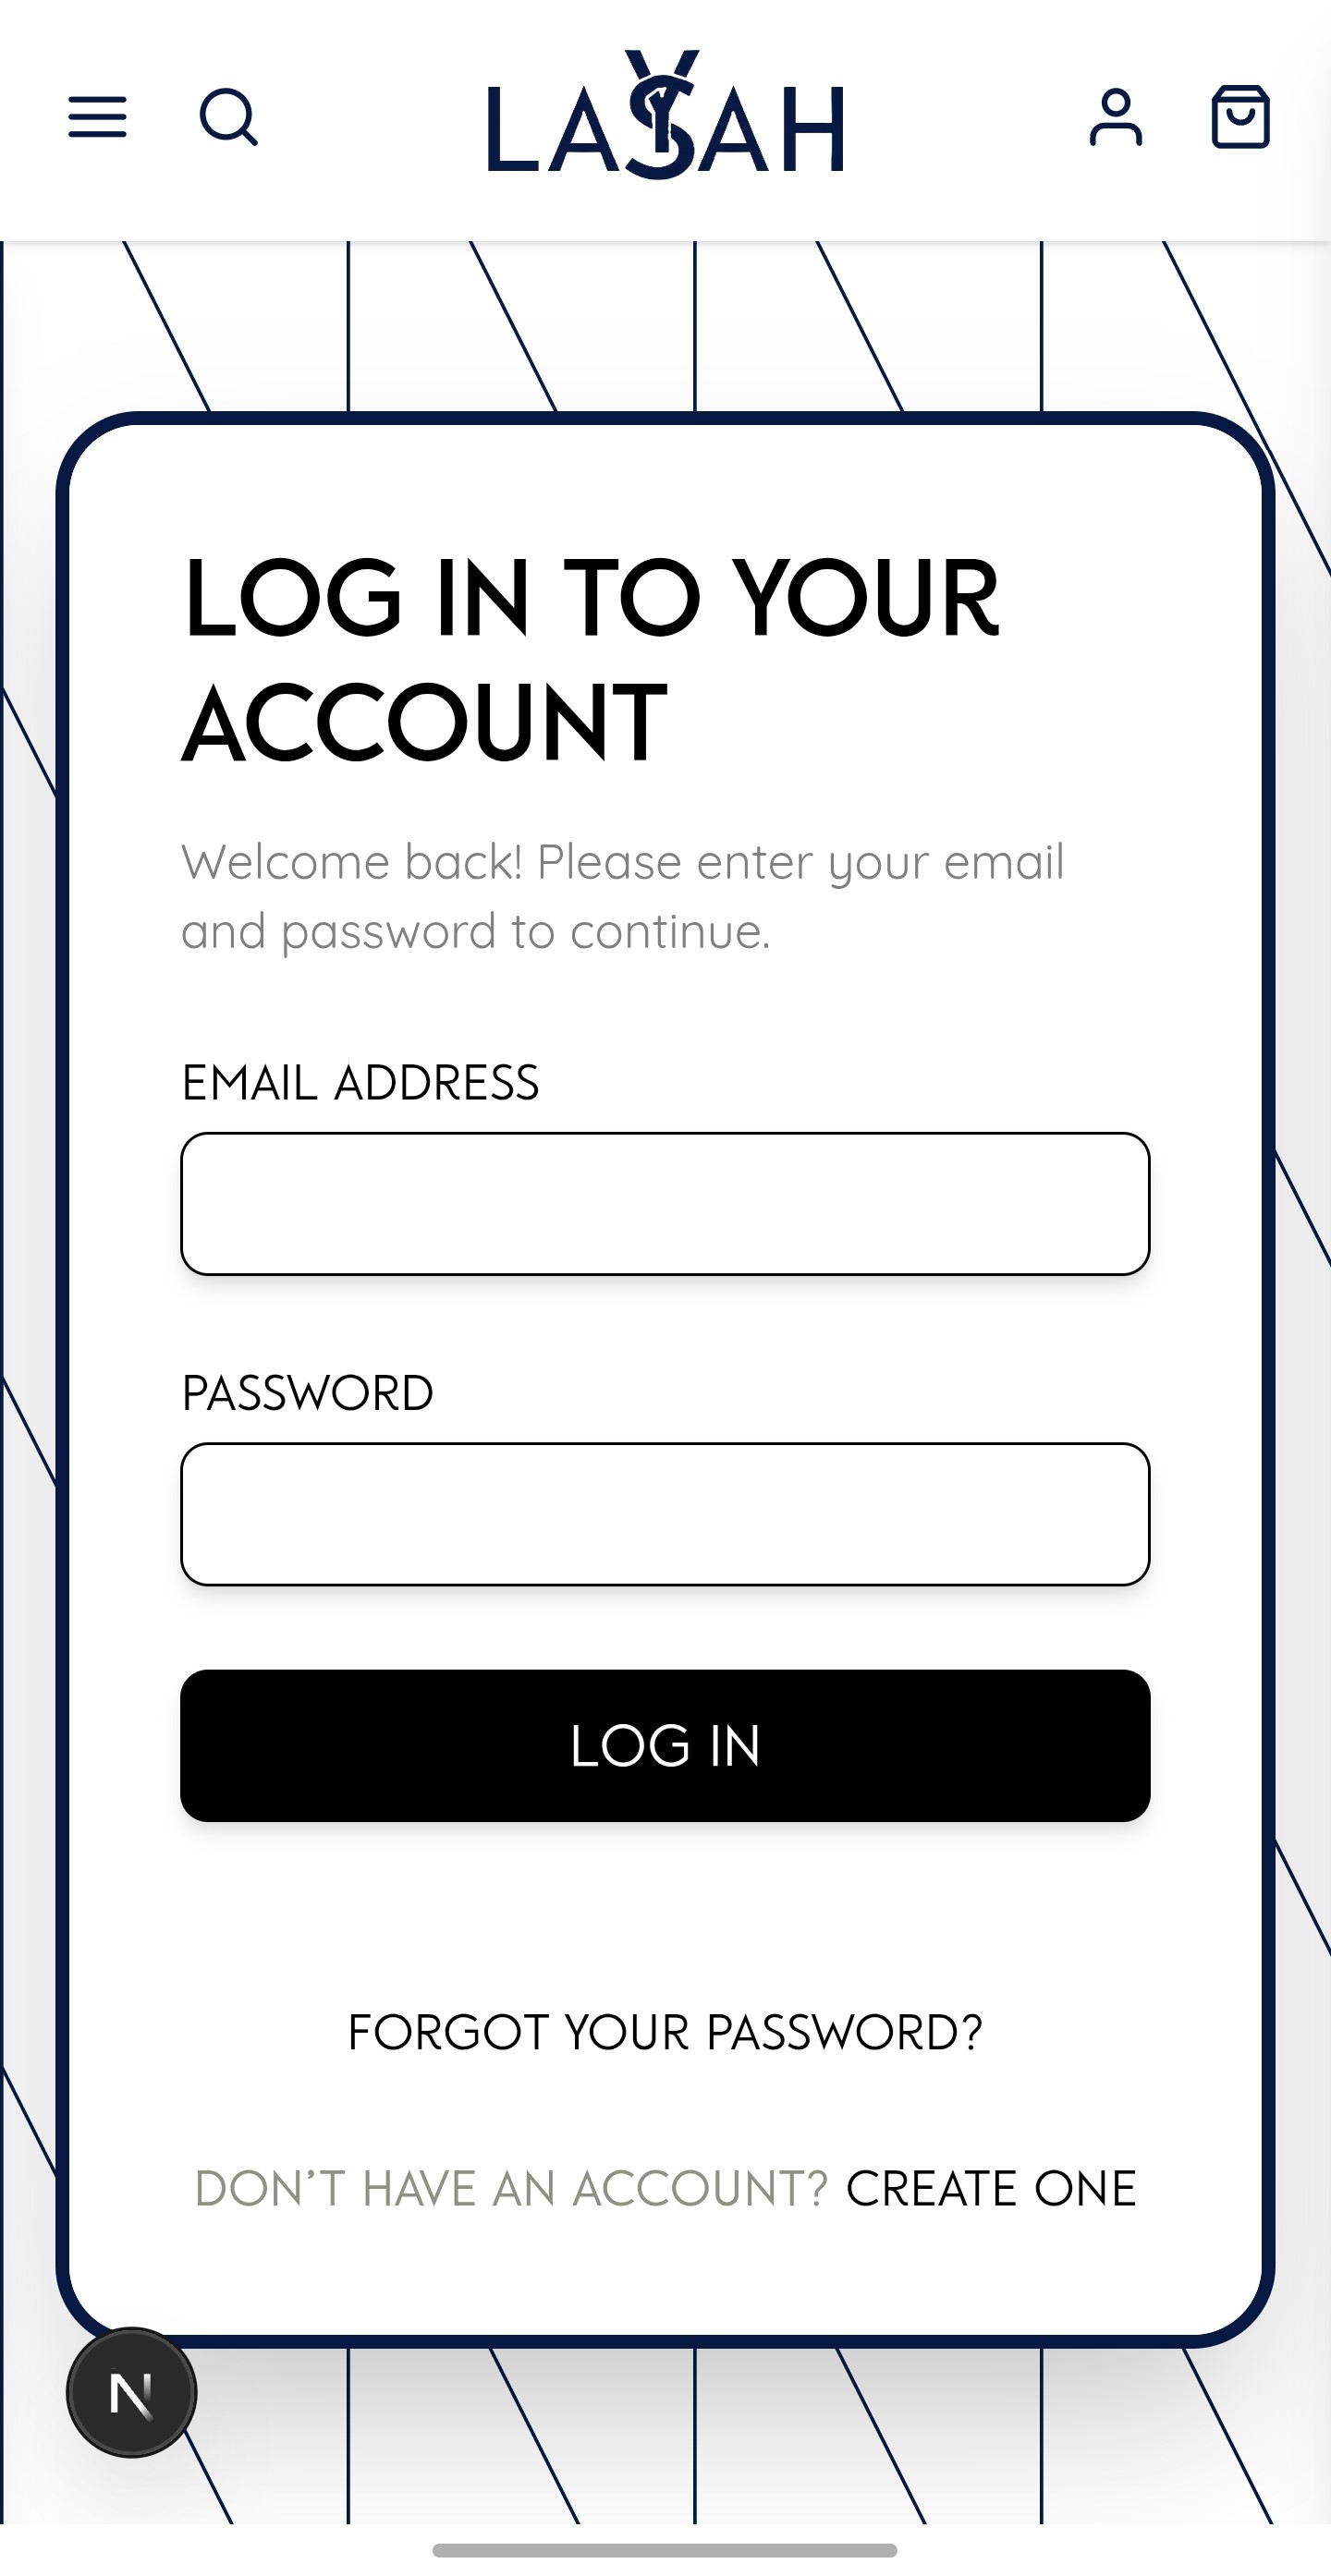 LAYSAH
LOG IN TO YOUR
ACCOUNT
Welcome back! Please enter your email
and password to continue.
EMAIL ADDRESS
PASSWORD
LOG IN
FORGOT YOUR PASSWORD?
DON’T HAVE AN ACCOUNT? CREATE ONE
N